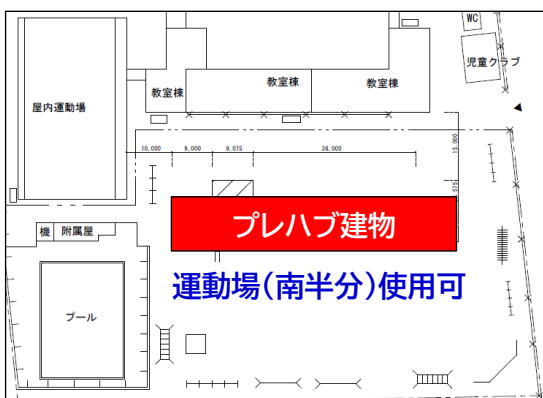 WC
児童クラブ
教室棟
教室棟
教室棟
屋内運動場
10,000
9,000
9,075
36,000
15,000
575
プレハブ建物
機
附属屋
運動場(南半分)使用可
プール